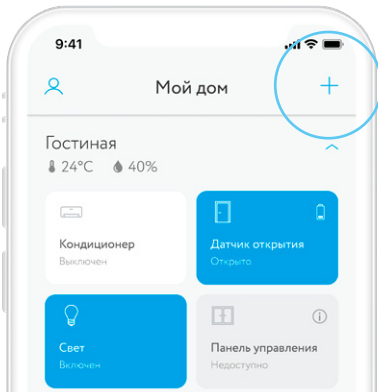 9:41
Мой дом
Гостиная
24°C 40%
Кондиционер
Выключен
Датчик открытия
Открыто
Свет
Включен
Панель управления
Недоступно